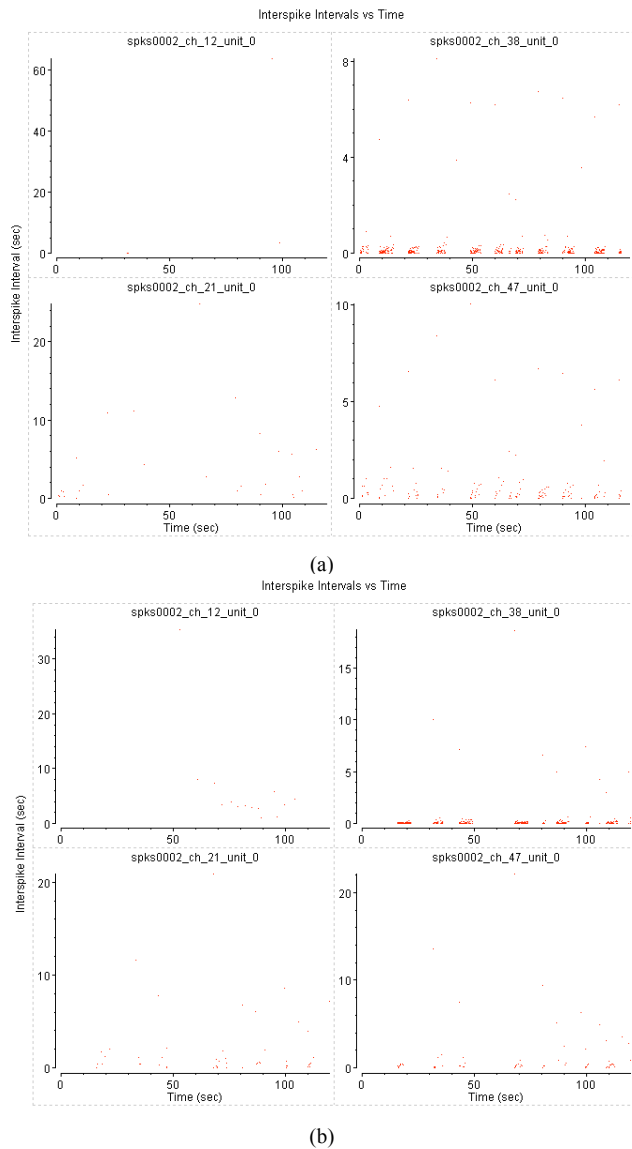 Interspike Intervals vs Time
spks0002_ch_12_unit_0
spks0002_ch_38_unit_0
60
40
20
0
0
100
8
4
0
0
100
spks0002_ch_21_unit_0
spks0002_ch_47_unit_0
20
10
0
0
100
10
5
0
0
100
Interspike Interval (sec)
Time (sec)
Time (sec)
(a)
Interspike Intervals vs Time
spks0002_ch_12_unit_0
spks0002_ch_38_unit_0
30
20
10
0
0
50
100
15
10
5
0
0
50
100
spks0002_ch_21_unit_0
spks0002_ch_47_unit_0
20
10
0
0
50
100
20
10
0
0
50
100
Interspike Interval (sec)
Time (sec)
Time (sec)
(b)